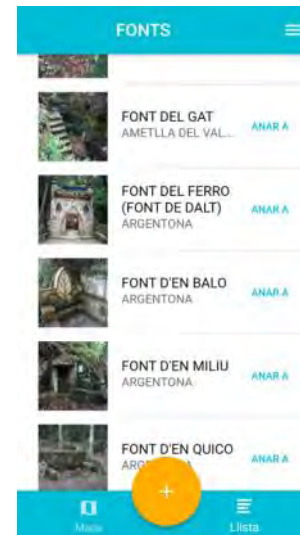 FONTS
FONT DEL GAT
AMETLLA DEL VAL...
ANAR A
FONT DEL FERRO
(FONT DE DALT)
ARGENTONA
ANAR A
FONT D'EN BALO
ARGENTONA
ANAR A
FONT D'EN MILIU
ARGENTONA
ANAR A
FONT D'EN QUICO
ANAR A
+
Mapa
Llista